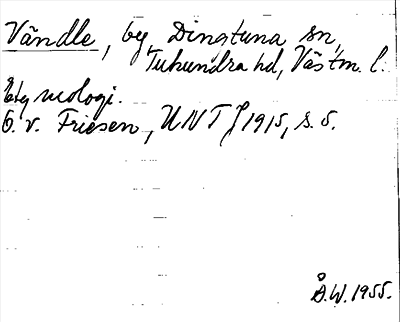 Vändle, by Dingtuna sn,
Tuhundra hd, Västm. l.
Etymologi.
O. v. Friesen, UNT J 1915, s. 5.
Å.W. 1955.